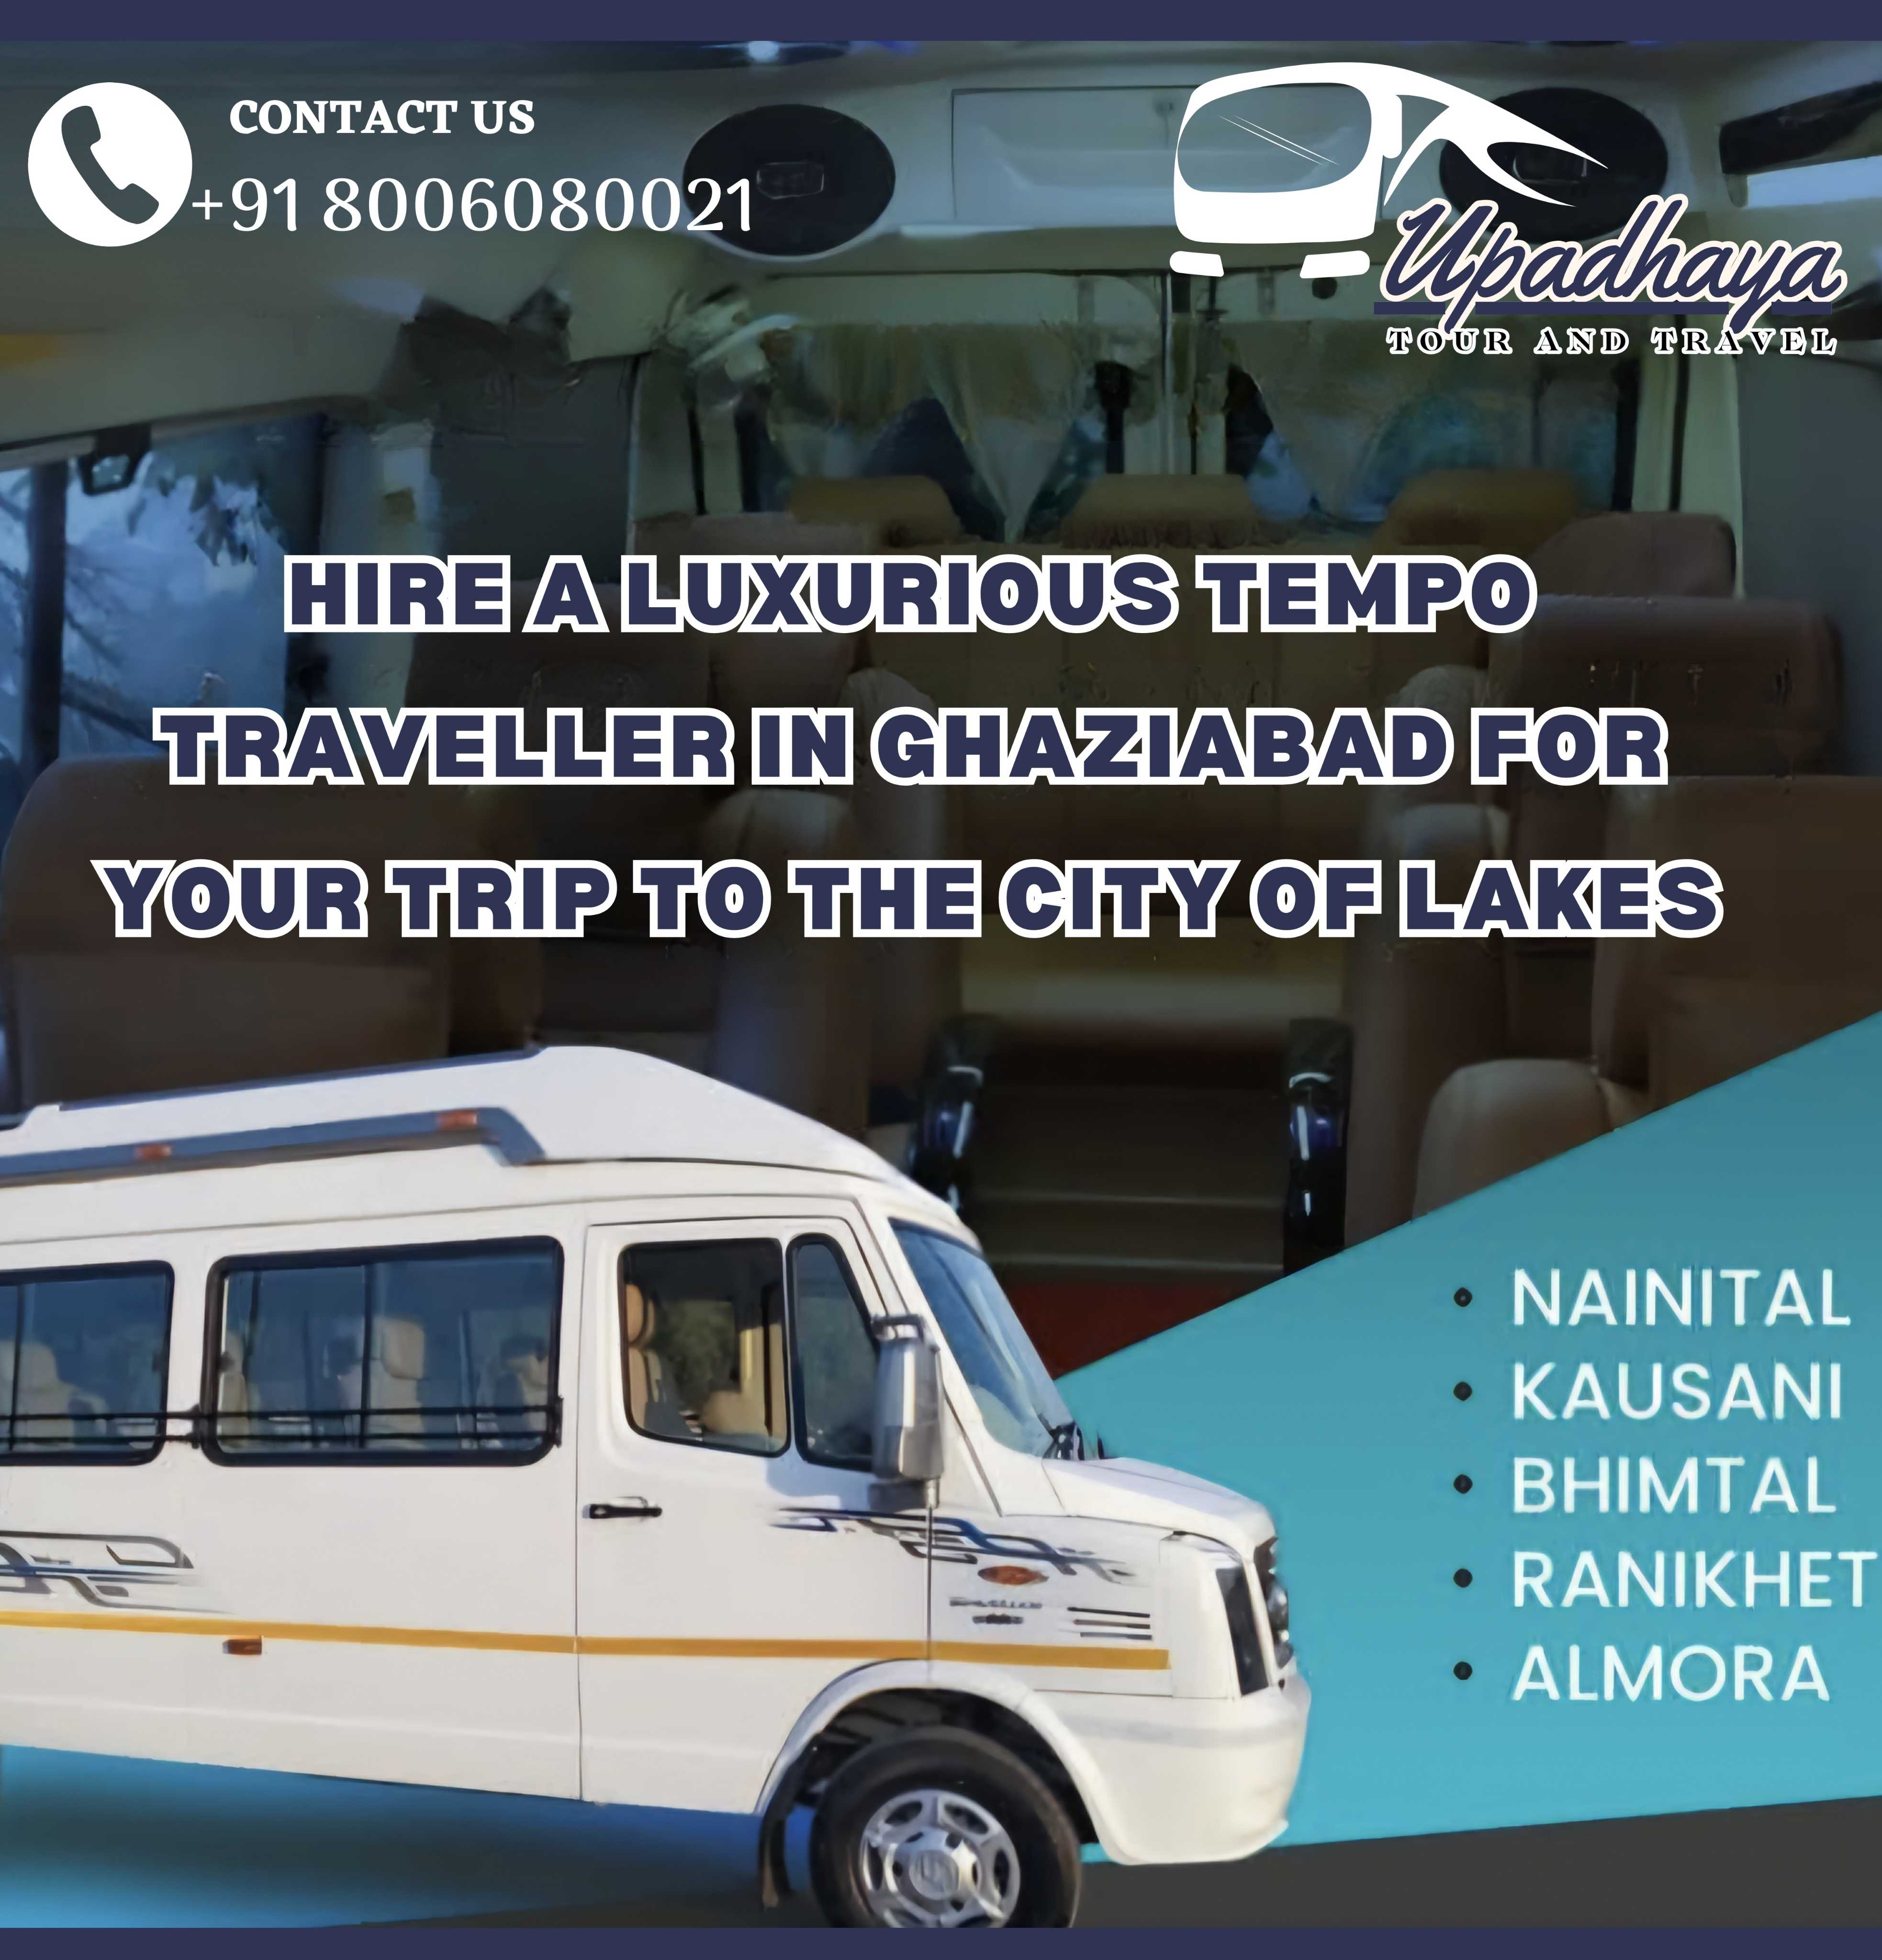 CONTACT US
+91 8006080021
Upadhaya
TOUR AND TRAVEL
HIRE A LUXURIOUS TEMPO
TRAVELLER IN GHAZIABAD FOR
YOUR TRIP TO THE CITY OF LAKES
• NAINITAL
• KAUSANI
• BHIMTAL
• RANIKHET
• ALMORA